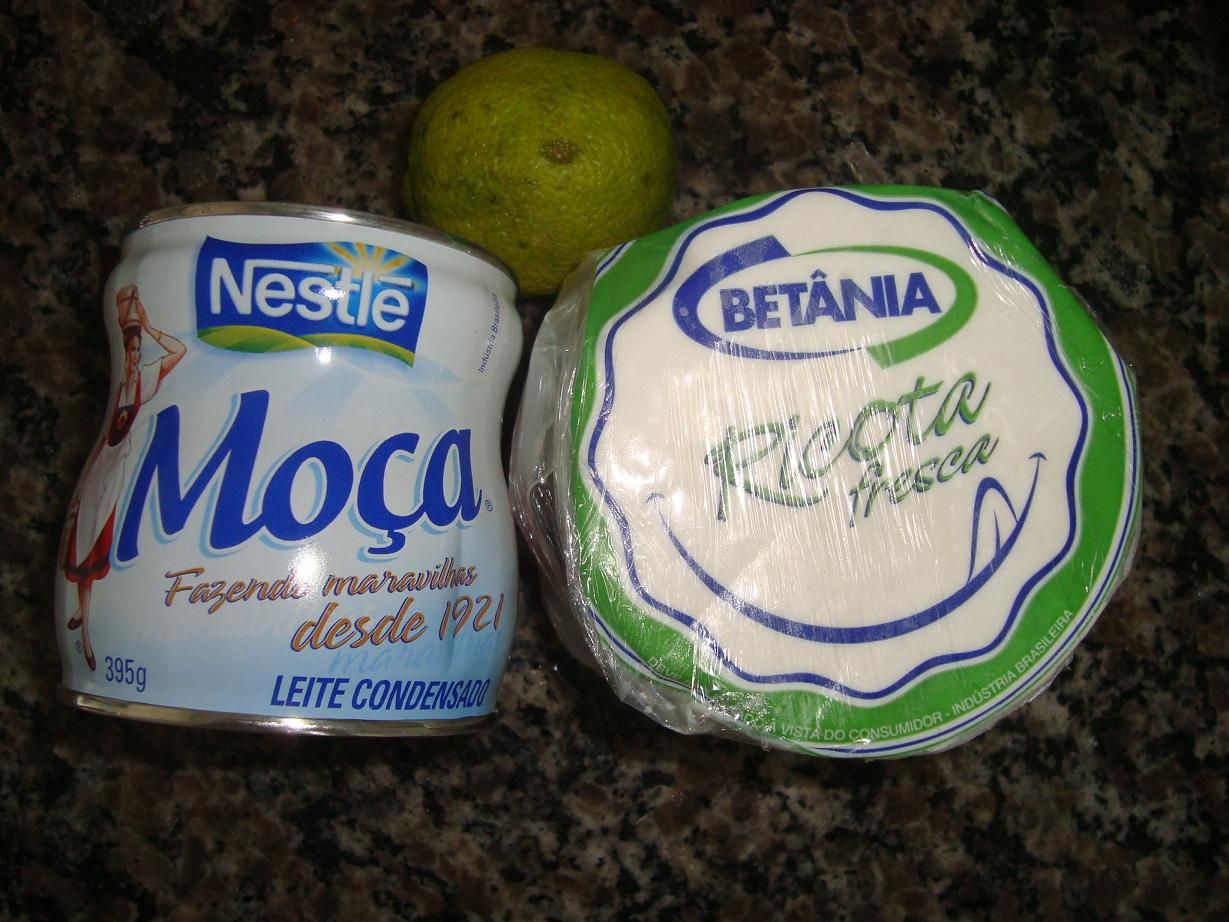 Nestlé
Indústria Brasileira
Moça®
Fazendo maravilhas
desde 1921
395g
LEITE CONDENSADO
BETÂNIA
Ricota
fresca
VISTA DO CONSUMIDOR - INDÚSTRIA BRASILEIRA